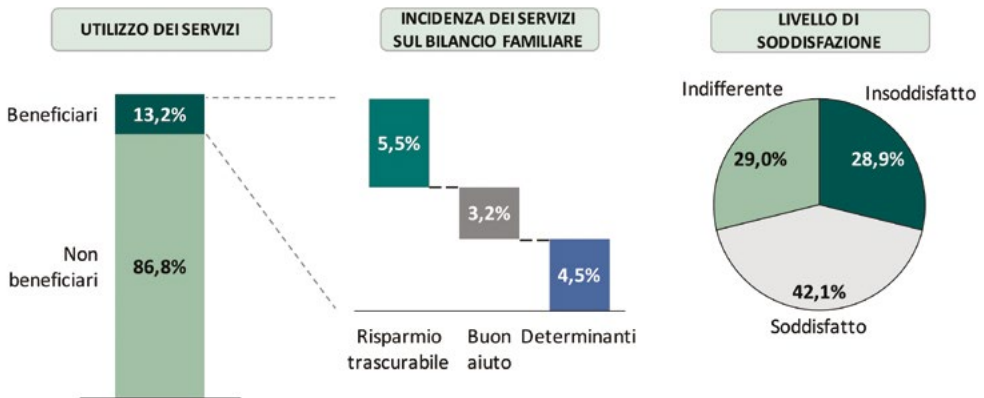 UTILIZZO DEI SERVIZI
Beneficiari
13,2%
Non
beneficiari
86,8%
INCIDENZA DEI SERVIZI
SUL BILANCIO FAMILIARE
5,5%
3,2%
4,5%
Risparmio
trascurabile
Buon
aiuto
Determinanti
LIVELLO DI
SODDISFAZIONE
Indifferente
Insoddisfatto
29,0%
28,9%
42,1%
Soddisfatto